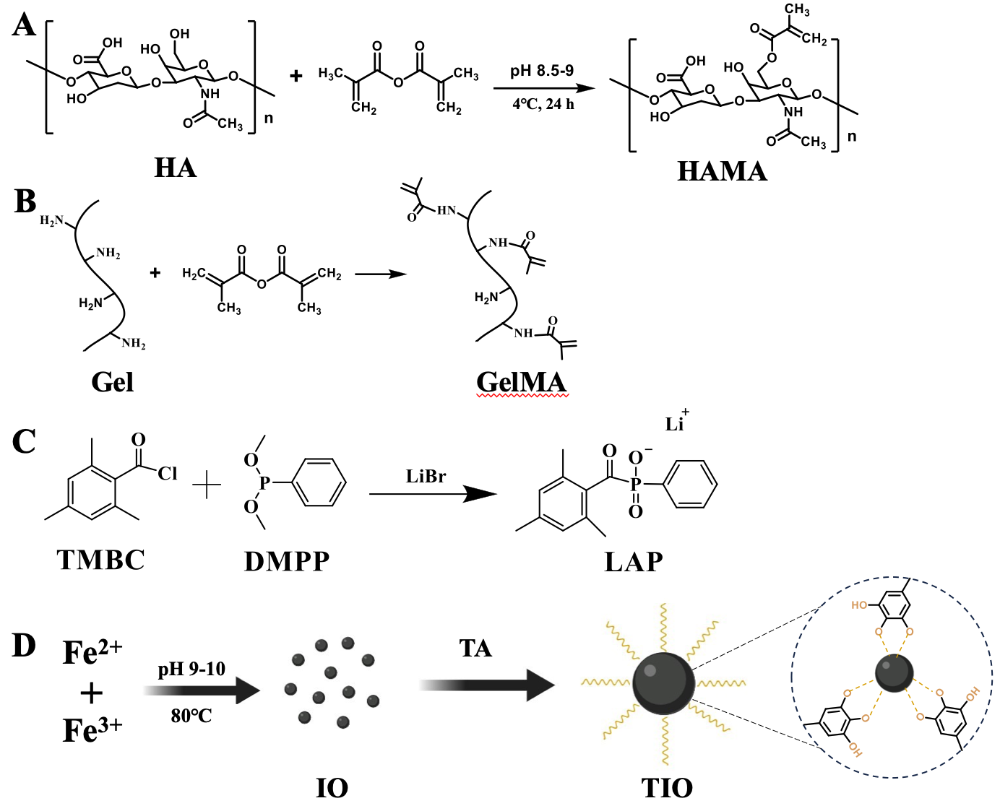 A
OH
O
OH
HO
O
O
O
HO
O
O
O
NH
O
CH₃
n
HA
+
O
O
H₃C
O
CH₃
CH₂
CH₂
pH 8.5-9
4℃, 24 h
CH₃
O
CH₂
O
OH
O
HO
O
O
O
HO
O
O
O
NH
O
CH₃
n
HAMA
B
H₂N
NH₂
H₂N
NH₂
Gel
+
O
O
H₂C
O
CH₂
CH₃
CH₃
O
HN
NH
O
H₂N
NH
O
GelMA
C
O
Cl
TMBC
O
P
O
DMPP
LiBr
Li⁺
O
O⁻
P
O
LAP
D
Fe²⁺
+
Fe³⁺
pH 9-10
80℃
IO
TA
TIO
HO
O
O
O
O
OH
O
O
OH